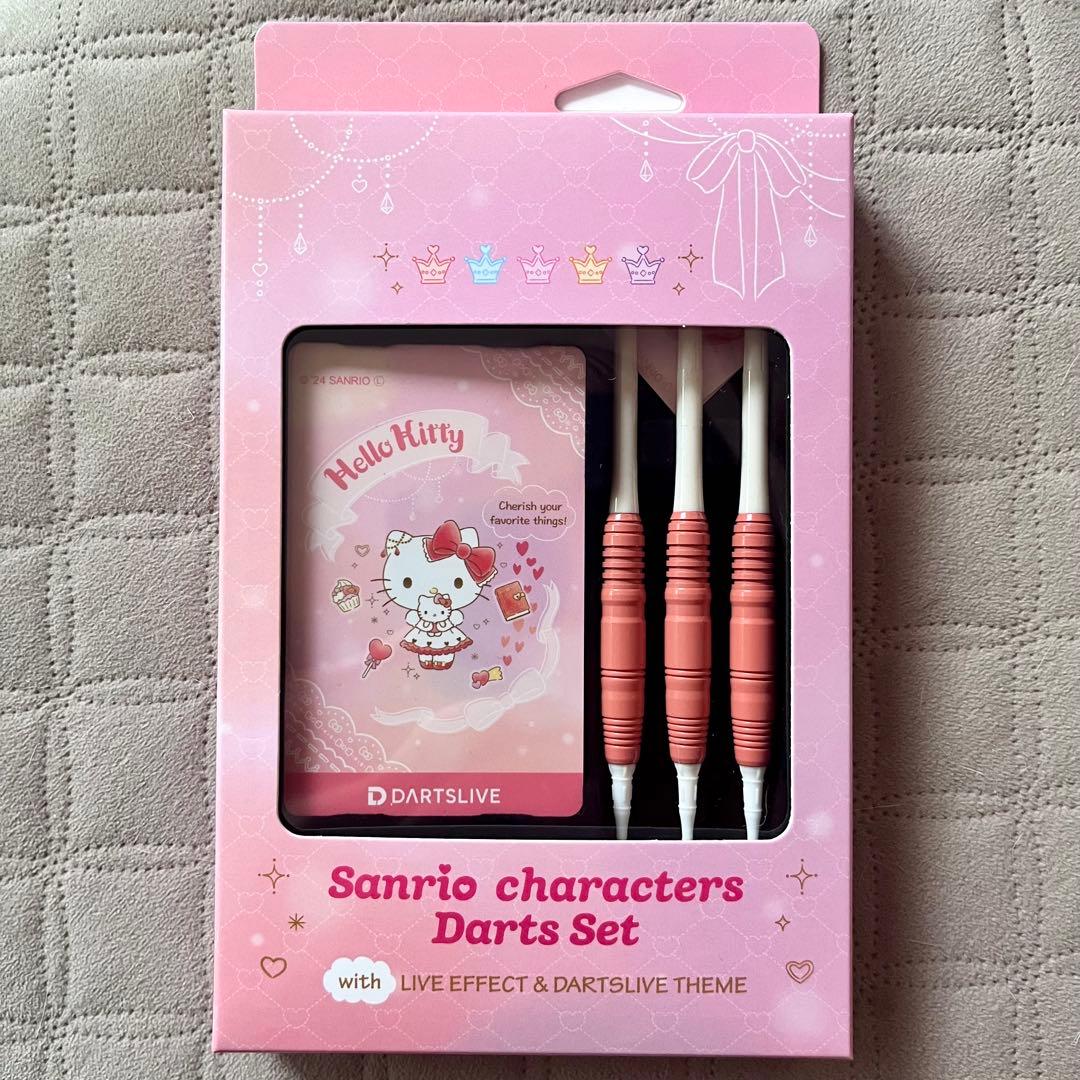 © '24 SANRIO Ⓛ
Hello Kitty
Cherish your
favorite things!
DARTSLIVE
Sanrio characters
Darts Set
with LIVE EFFECT & DARTSLIVE THEME